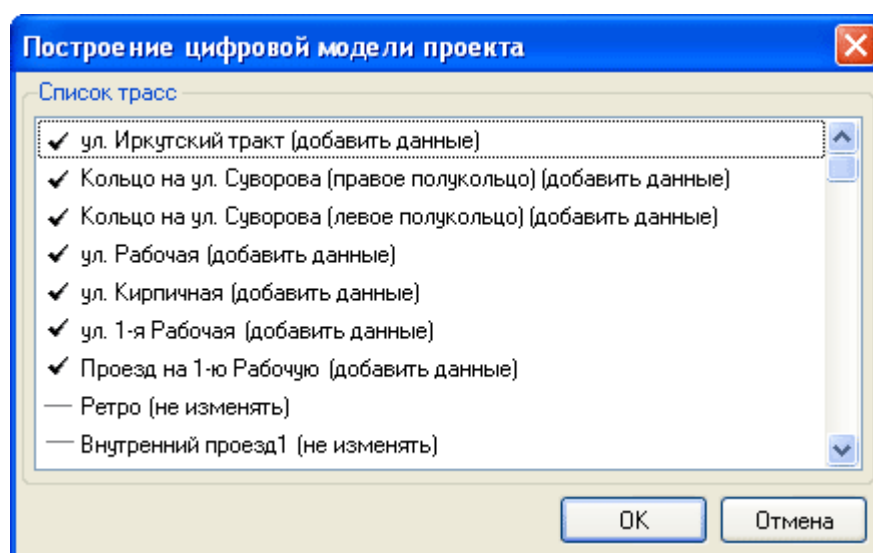 Построение цифровой модели проекта
Список трасс
ул. Иркутский тракт (добавить данные)
Кольцо на ул. Суворова (правое полукольцо) (добавить данные)
Кольцо на ул. Суворова (левое полукольцо) (добавить данные)
ул. Рабочая (добавить данные)
ул. Кирпичная (добавить данные)
ул. 1-я Рабочая (добавить данные)
Проезд на 1-ю Рабочую (добавить данные)
Ретро (не изменять)
Внутренний проезд1 (не изменять)
OK
Отмена